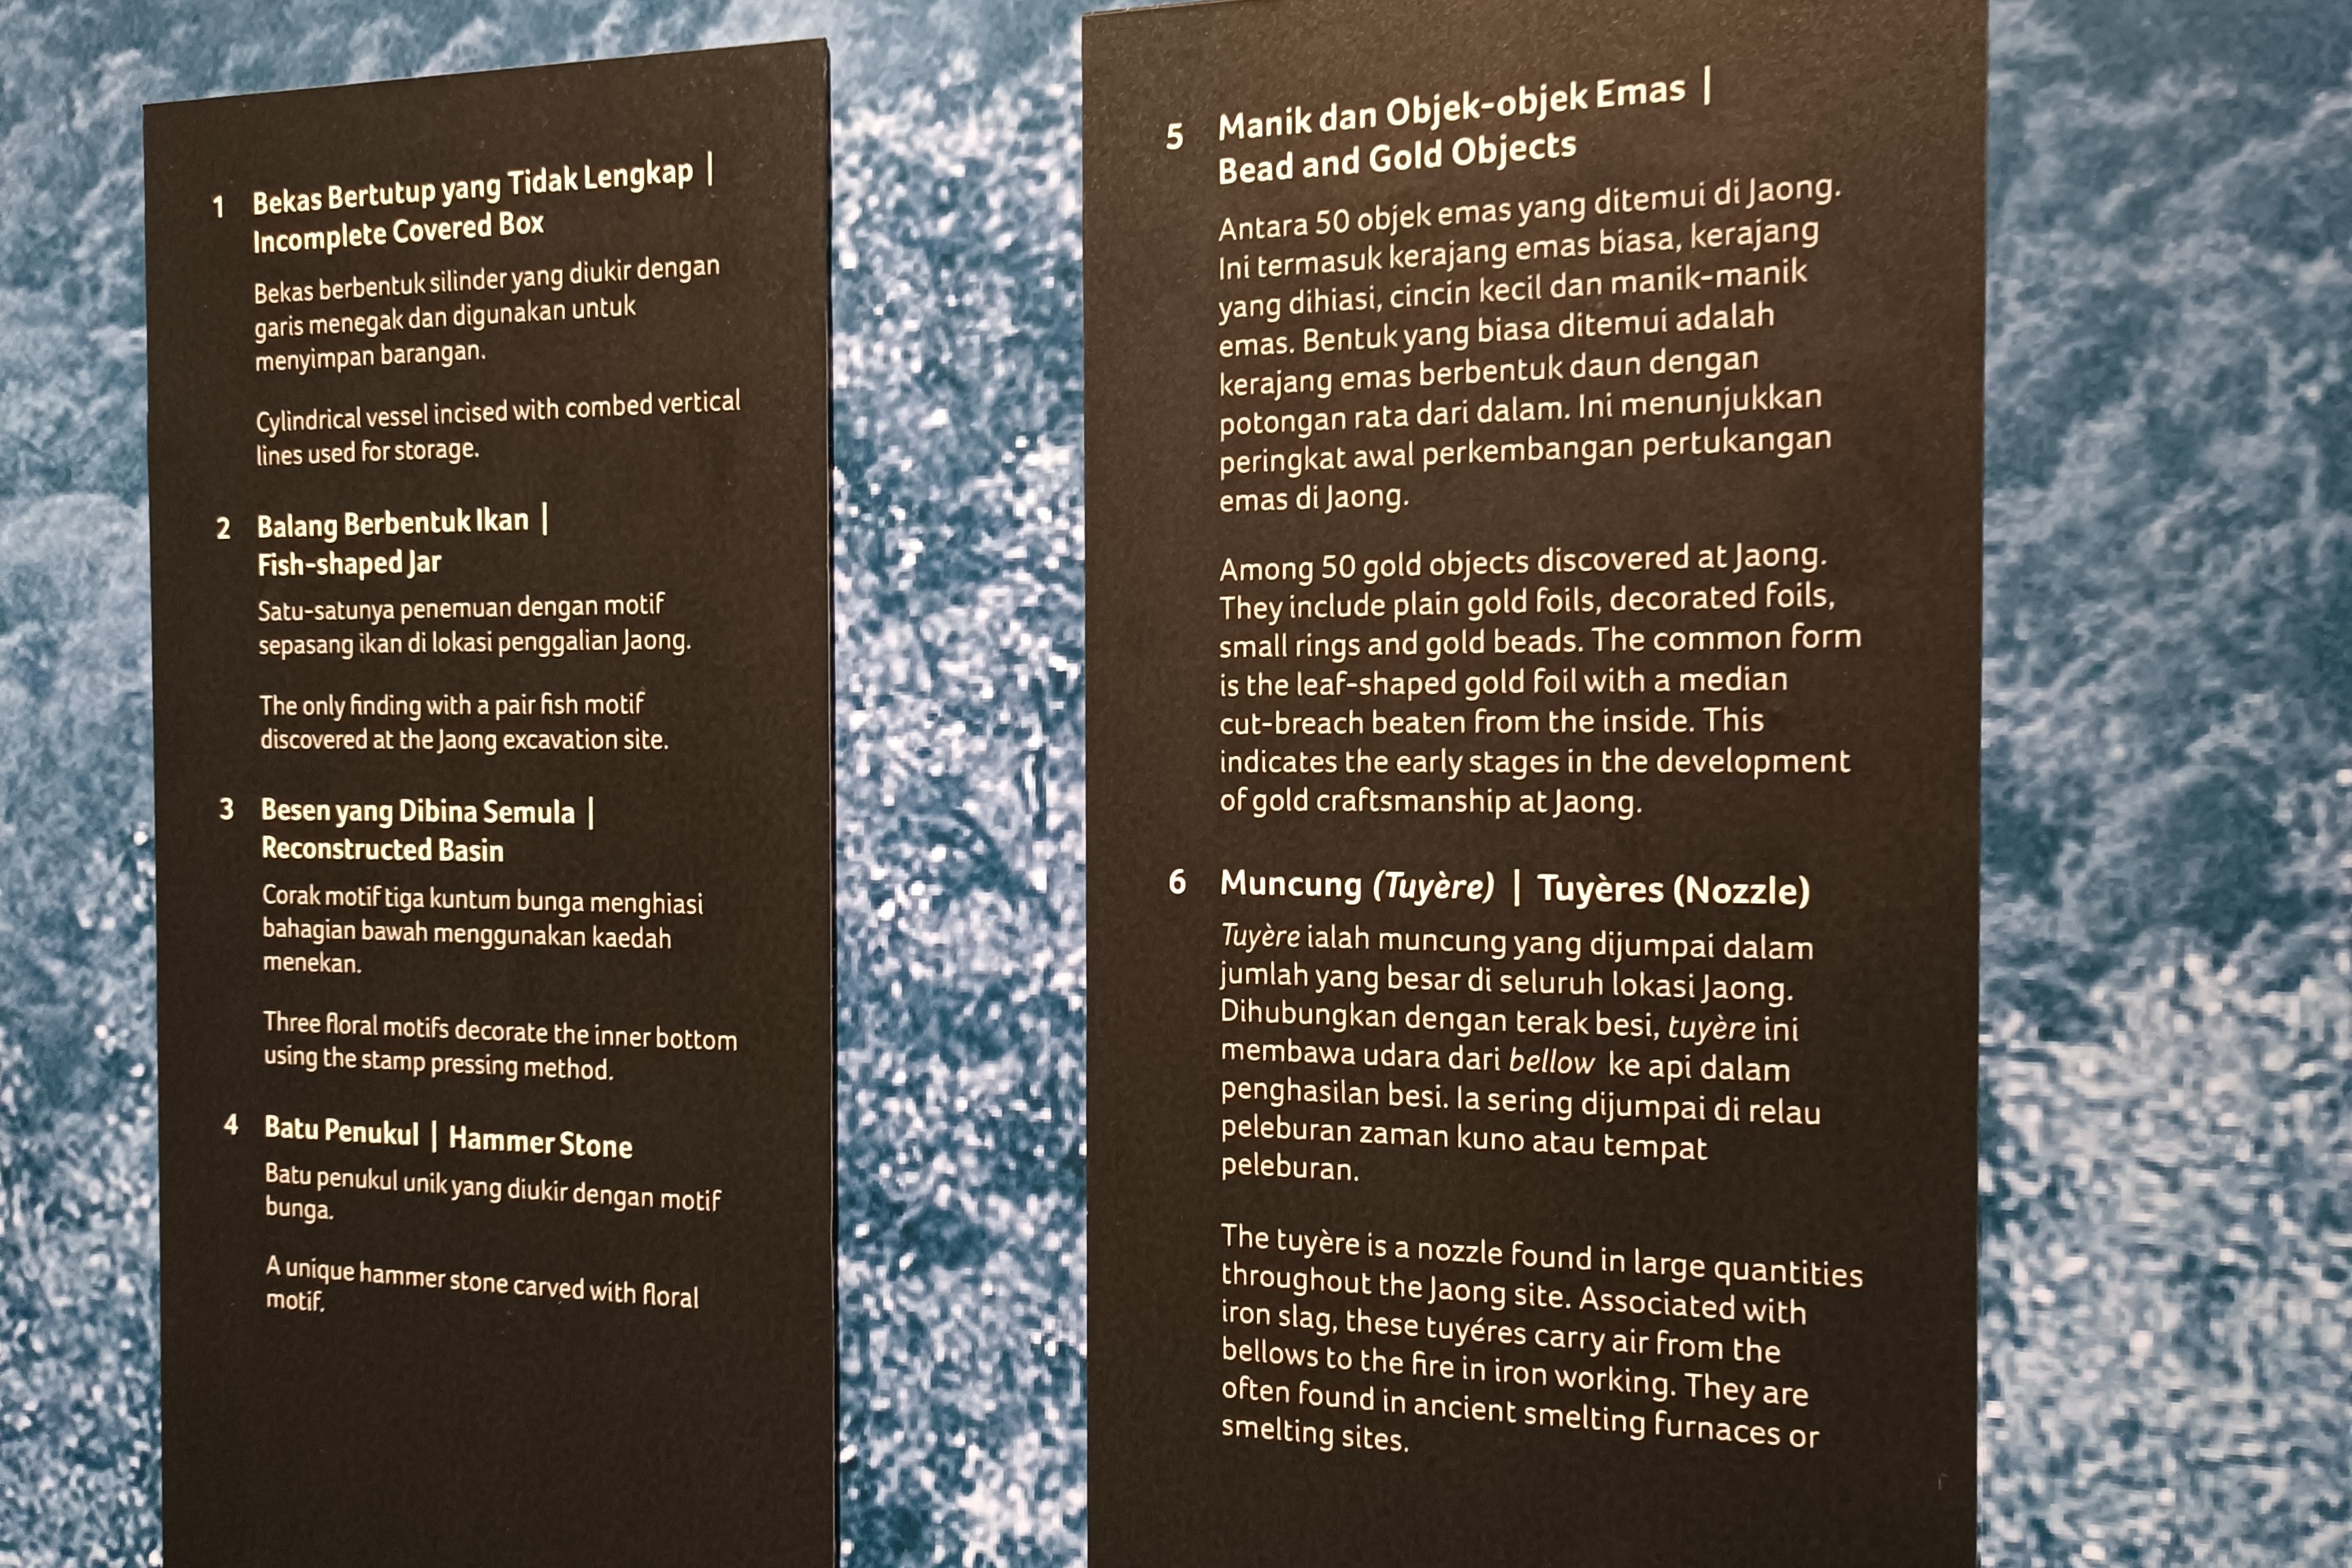 1 Bekas Bertutup yang Tidak Lengkap |
Incomplete Covered Box
Bekas berbentuk silinder yang diukir dengan
garis menegak dan digunakan untuk
menyimpan barangan.
Cylindrical vessel incised with combed vertical
lines used for storage.
2 Balang Berbentuk Ikan |
Fish-shaped Jar
Satu-satunya penemuan dengan motif
sepasang ikan di lokasi penggalian Jaong.
The only finding with a pair fish motif
discovered at the Jaong excavation site.
3 Besen yang Dibina Semula |
Reconstructed Basin
Corak motif tiga kuntum bunga menghiasi
bahagian bawah menggunakan kaedah
menekan.
Three floral motifs decorate the inner bottom
using the stamp pressing method.
4 Batu Penukul | Hammer Stone
Batu penukul unik yang diukir dengan motif
bunga.
A unique hammer stone carved with floral
motif.
5 Manik dan Objek-objek Emas |
Bead and Gold Objects
Antara 50 objek emas yang ditemui di Jaong.
Ini termasuk kerajang emas biasa, kerajang
yang dihiasi, cincin kecil dan manik-manik
emas. Bentuk yang biasa ditemui adalah
kerajang emas berbentuk daun dengan
potongan rata dari dalam. Ini menunjukkan
peringkat awal perkembangan pertukangan
emas di Jaong.
Among 50 gold objects discovered at Jaong.
They include plain gold foils, decorated foils,
small rings and gold beads. The common form
is the leaf-shaped gold foil with a median
cut-breach beaten from the inside. This
indicates the early stages in the development
of gold craftsmanship at Jaong.
6 Muncung (Tuyère) | Tuyères (Nozzle)
Tuyère ialah muncung yang dijumpai dalam
jumlah yang besar di seluruh lokasi Jaong.
Dihubungkan dengan terak besi, tuyère ini
membawa udara dari bellow ke api dalam
penghasilan besi. Ia sering dijumpai di relau
peleburan zaman kuno atau tempat
peleburan.
The tuyère is a nozzle found in large quantities
throughout the Jaong site. Associated with
iron slag, these tuyéres carry air from the
bellows to the fire in iron working. They are
often found in ancient smelting furnaces or
smelting sites.